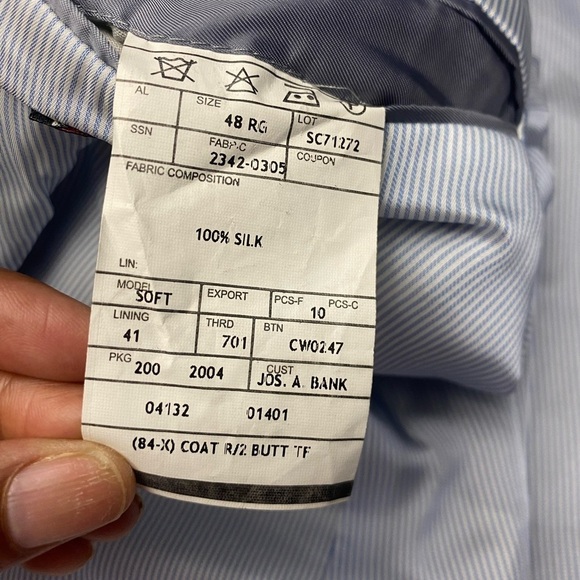 AL SIZE 48 RG LOT SC71272
SSN FABRIC 2342-0305 COUPON
FABRIC COMPOSITION
100% SILK
LIN:
MODEL SOFT EXPORT PCS-F 10 PCS-C
LINING 41 THRD 701 BTN CW0247
PKG 200 2004 CUST JOS. A. BANK
04132 01401
(84-X) COAT R/2 BUTT TF